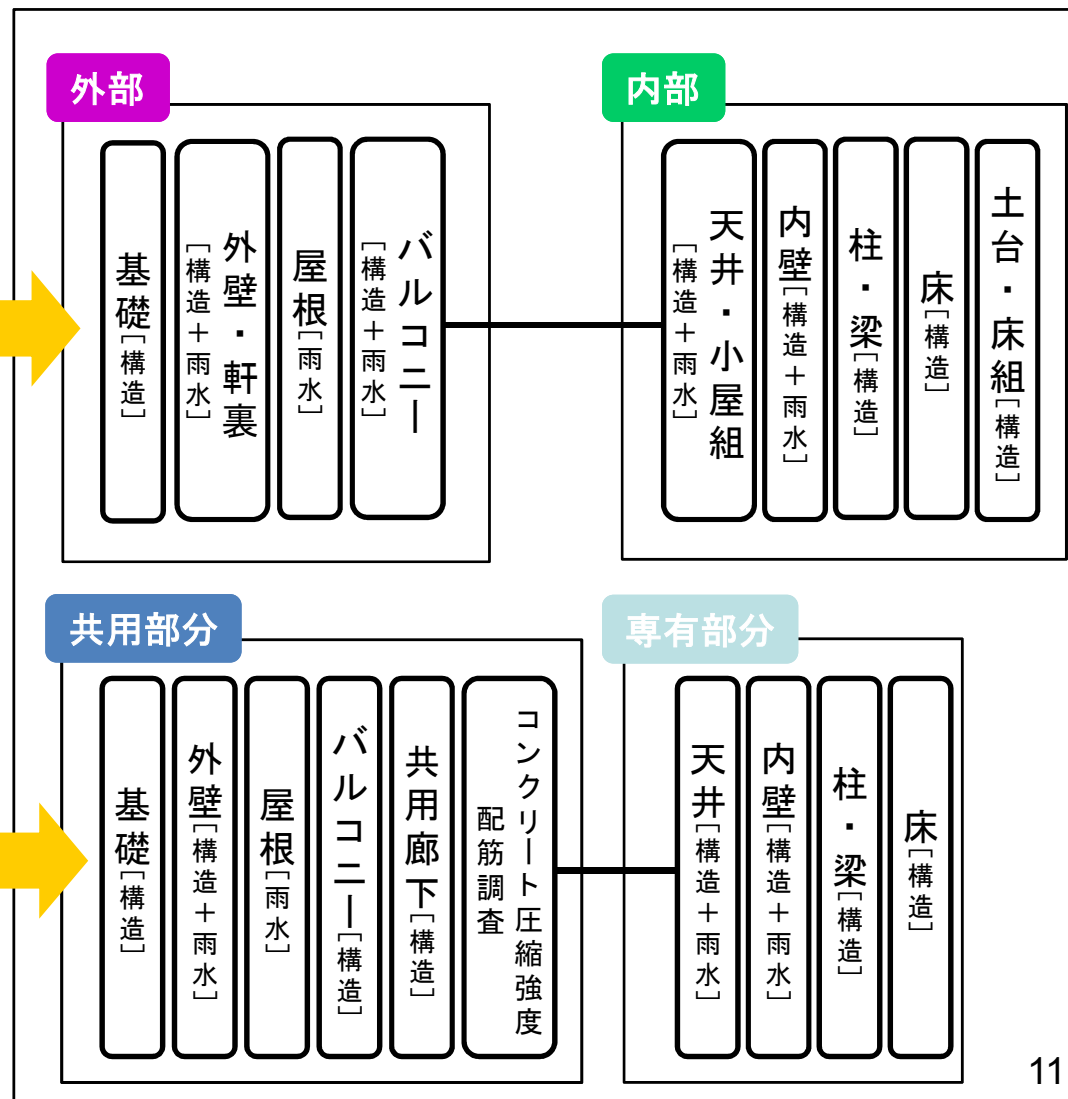 外部
基礎[構造]
外壁・軒裏
[構造＋雨水]
屋根[雨水]
バルコニー
[構造＋雨水]
内部
天井・小屋組
[構造＋雨水]
内壁[構造＋雨水]
柱・梁[構造]
床[構造]
土台・床組[構造]
共用部分
基礎[構造]
外壁[構造＋雨水]
屋根[雨水]
バルコニー[構造]
共用廊下[構造]
コンクリート圧縮強度
配筋調査
専有部分
天井[構造＋雨水]
内壁[構造＋雨水]
柱・梁[構造]
床[構造]
11